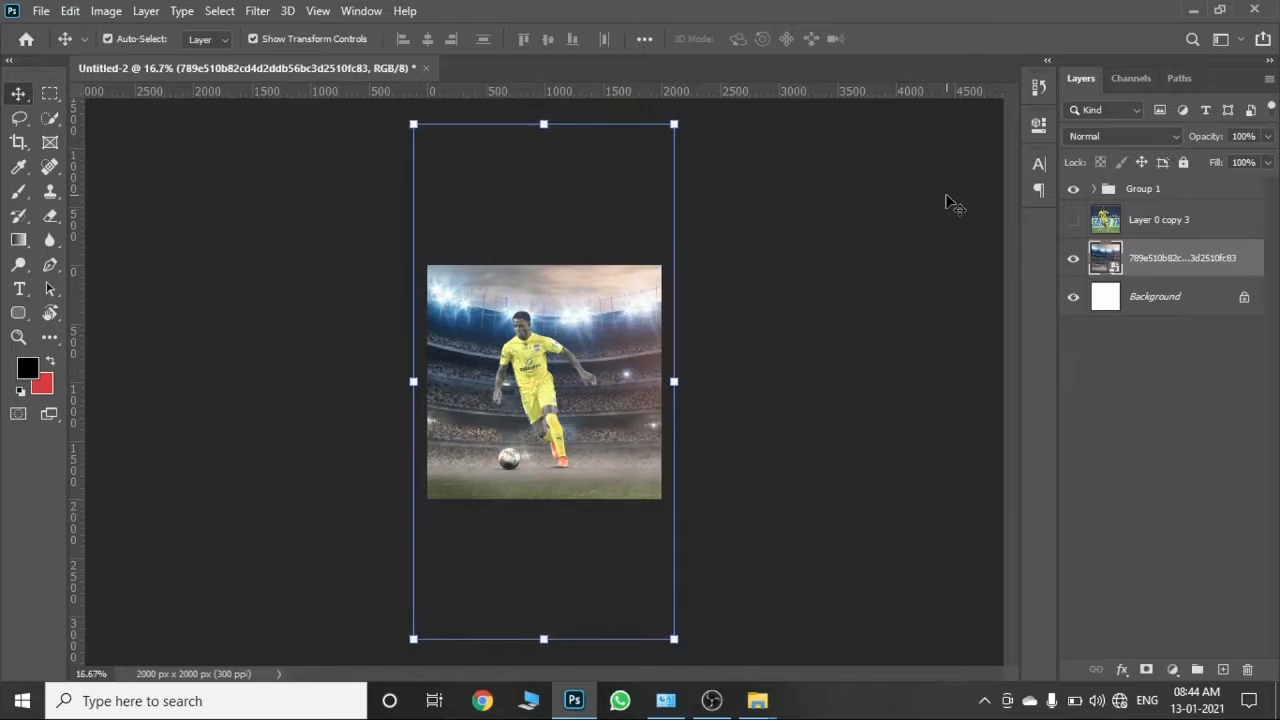 Ps File Edit Image Layer Type Select Filter 3D View Window Help
Auto-Select: Layer Show Transform Controls 3D Mode:
Untitled-2 @ 16.7% (789e510b82cd4d2ddb56bc3d2510fc83, RGB/8) *
000 2500 2000 1500 1000 500 0 500 1000 1500 2000 2500 3000 3500 4000 4500
Layers Channels Paths
Kind
Normal Opacity: 100%
Lock: Fill: 100%
Group 1
Layer 0 copy 3
789e510b82c...3d2510fc83
Background
16.67% 2000 px x 2000 px (300 ppi)
Type here to search
Ps
ENG
08:44 AM
13-01-2021